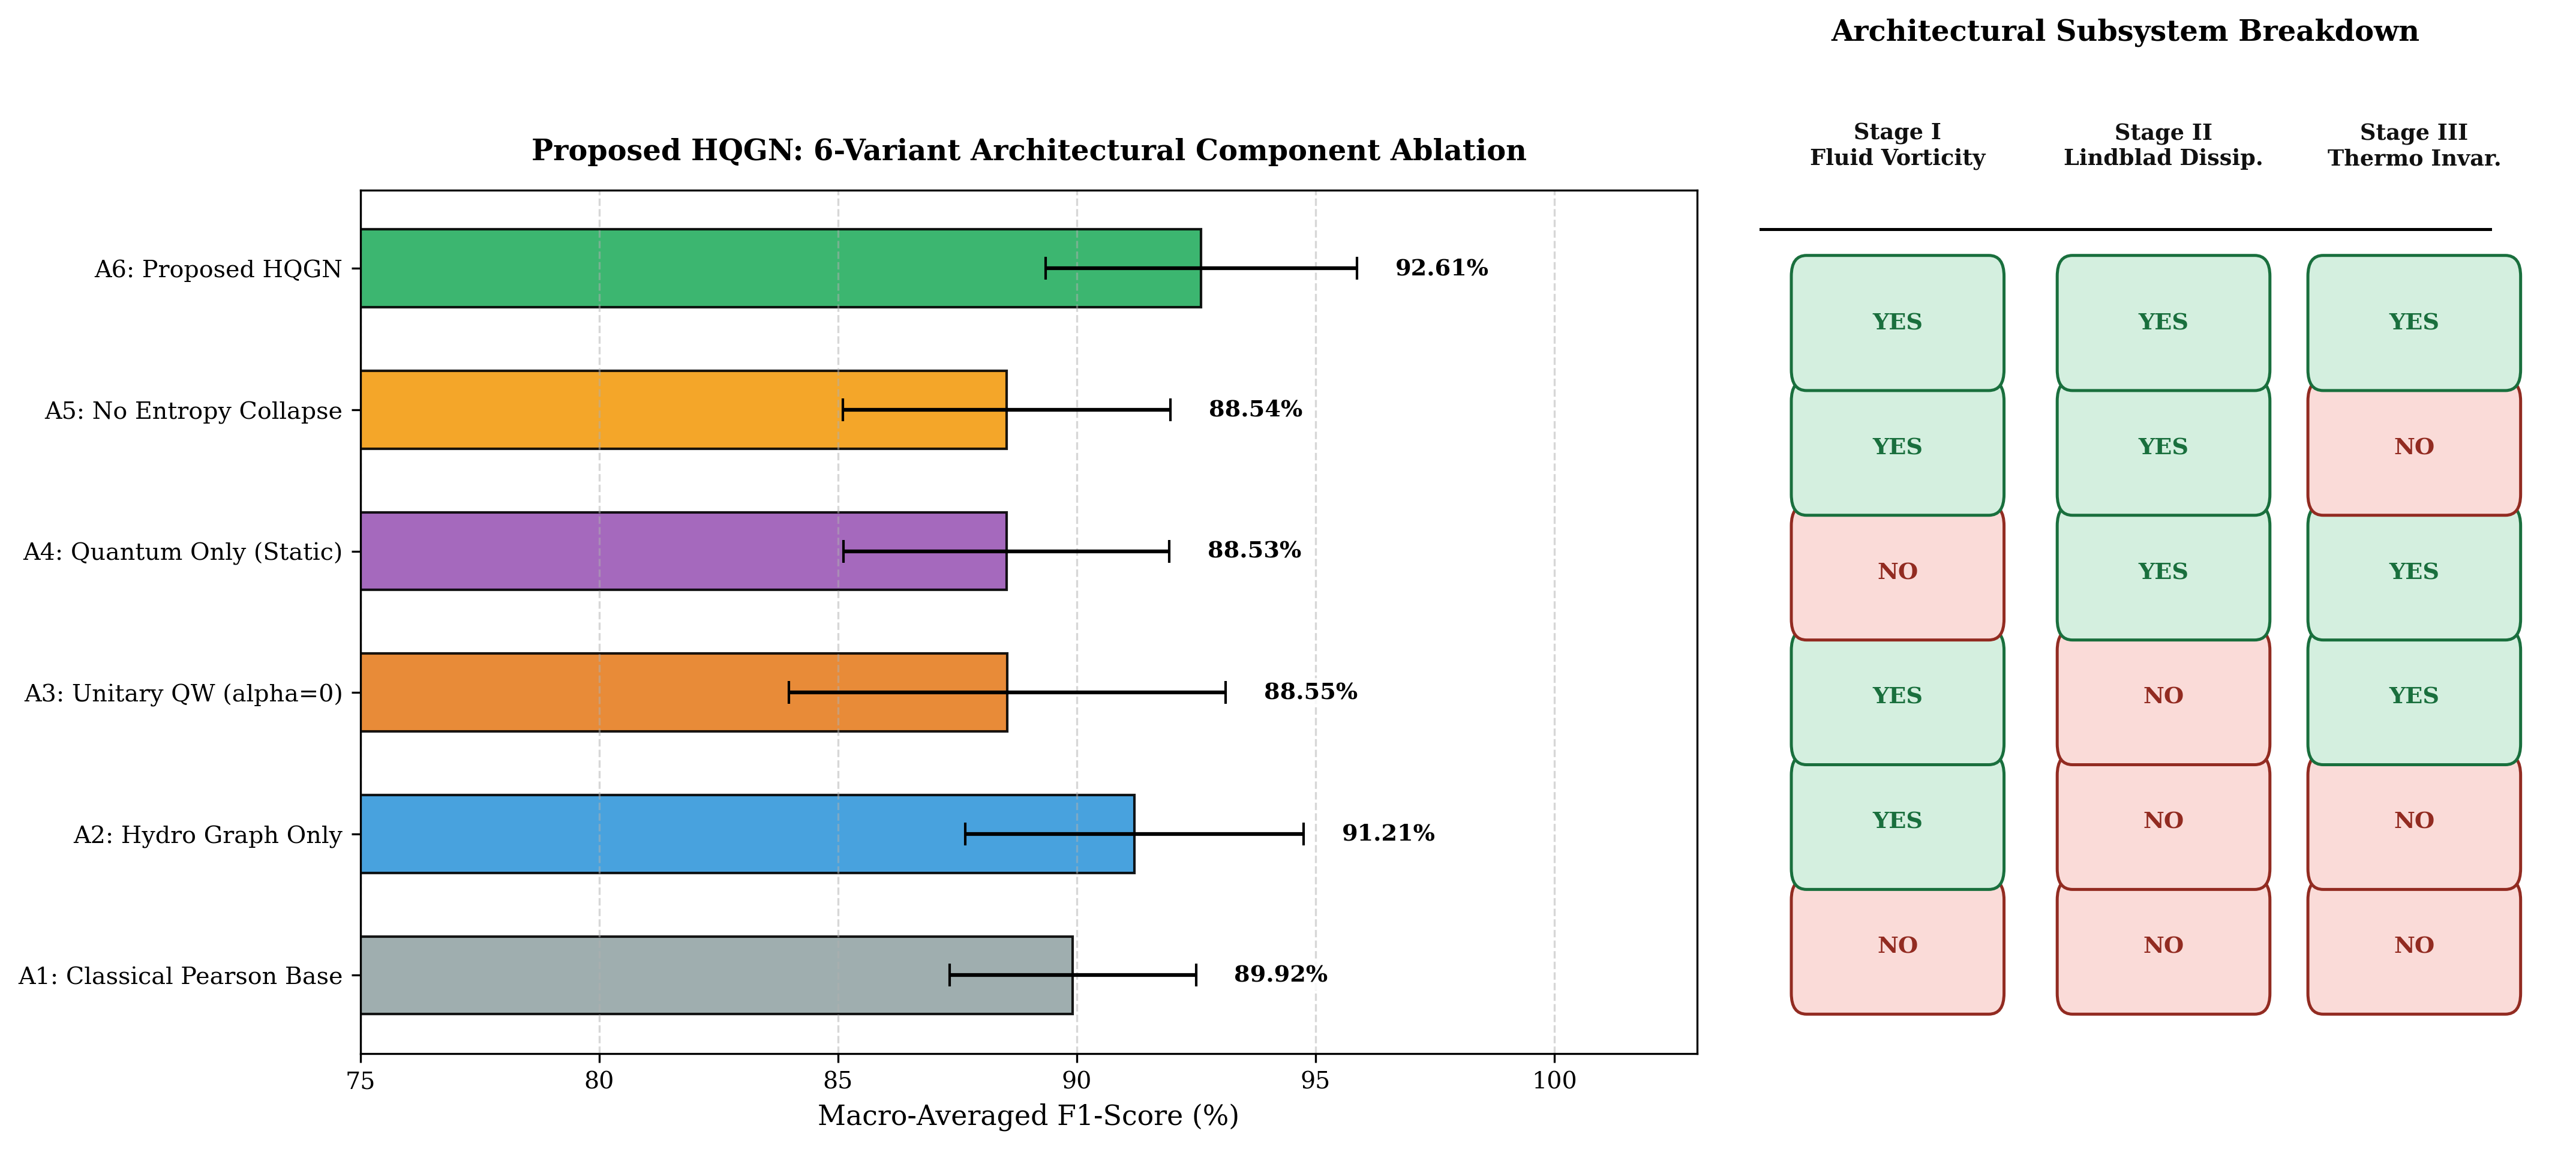 Architectural Subsystem Breakdown
Proposed HQGN: 6-Variant Architectural Component Ablation
Stage I
Fluid Vorticity
Stage II
Lindblad Dissip.
Stage III
Thermo Invar.
A6: Proposed HQGN
92.61%
YES
YES
YES
A5: No Entropy Collapse
88.54%
YES
YES
NO
A4: Quantum Only (Static)
88.53%
NO
YES
YES
A3: Unitary QW (alpha=0)
88.55%
YES
NO
YES
A2: Hydro Graph Only
91.21%
YES
NO
NO
A1: Classical Pearson Base
89.92%
NO
NO
NO
75
80
85
90
95
100
Macro-Averaged F1-Score (%)